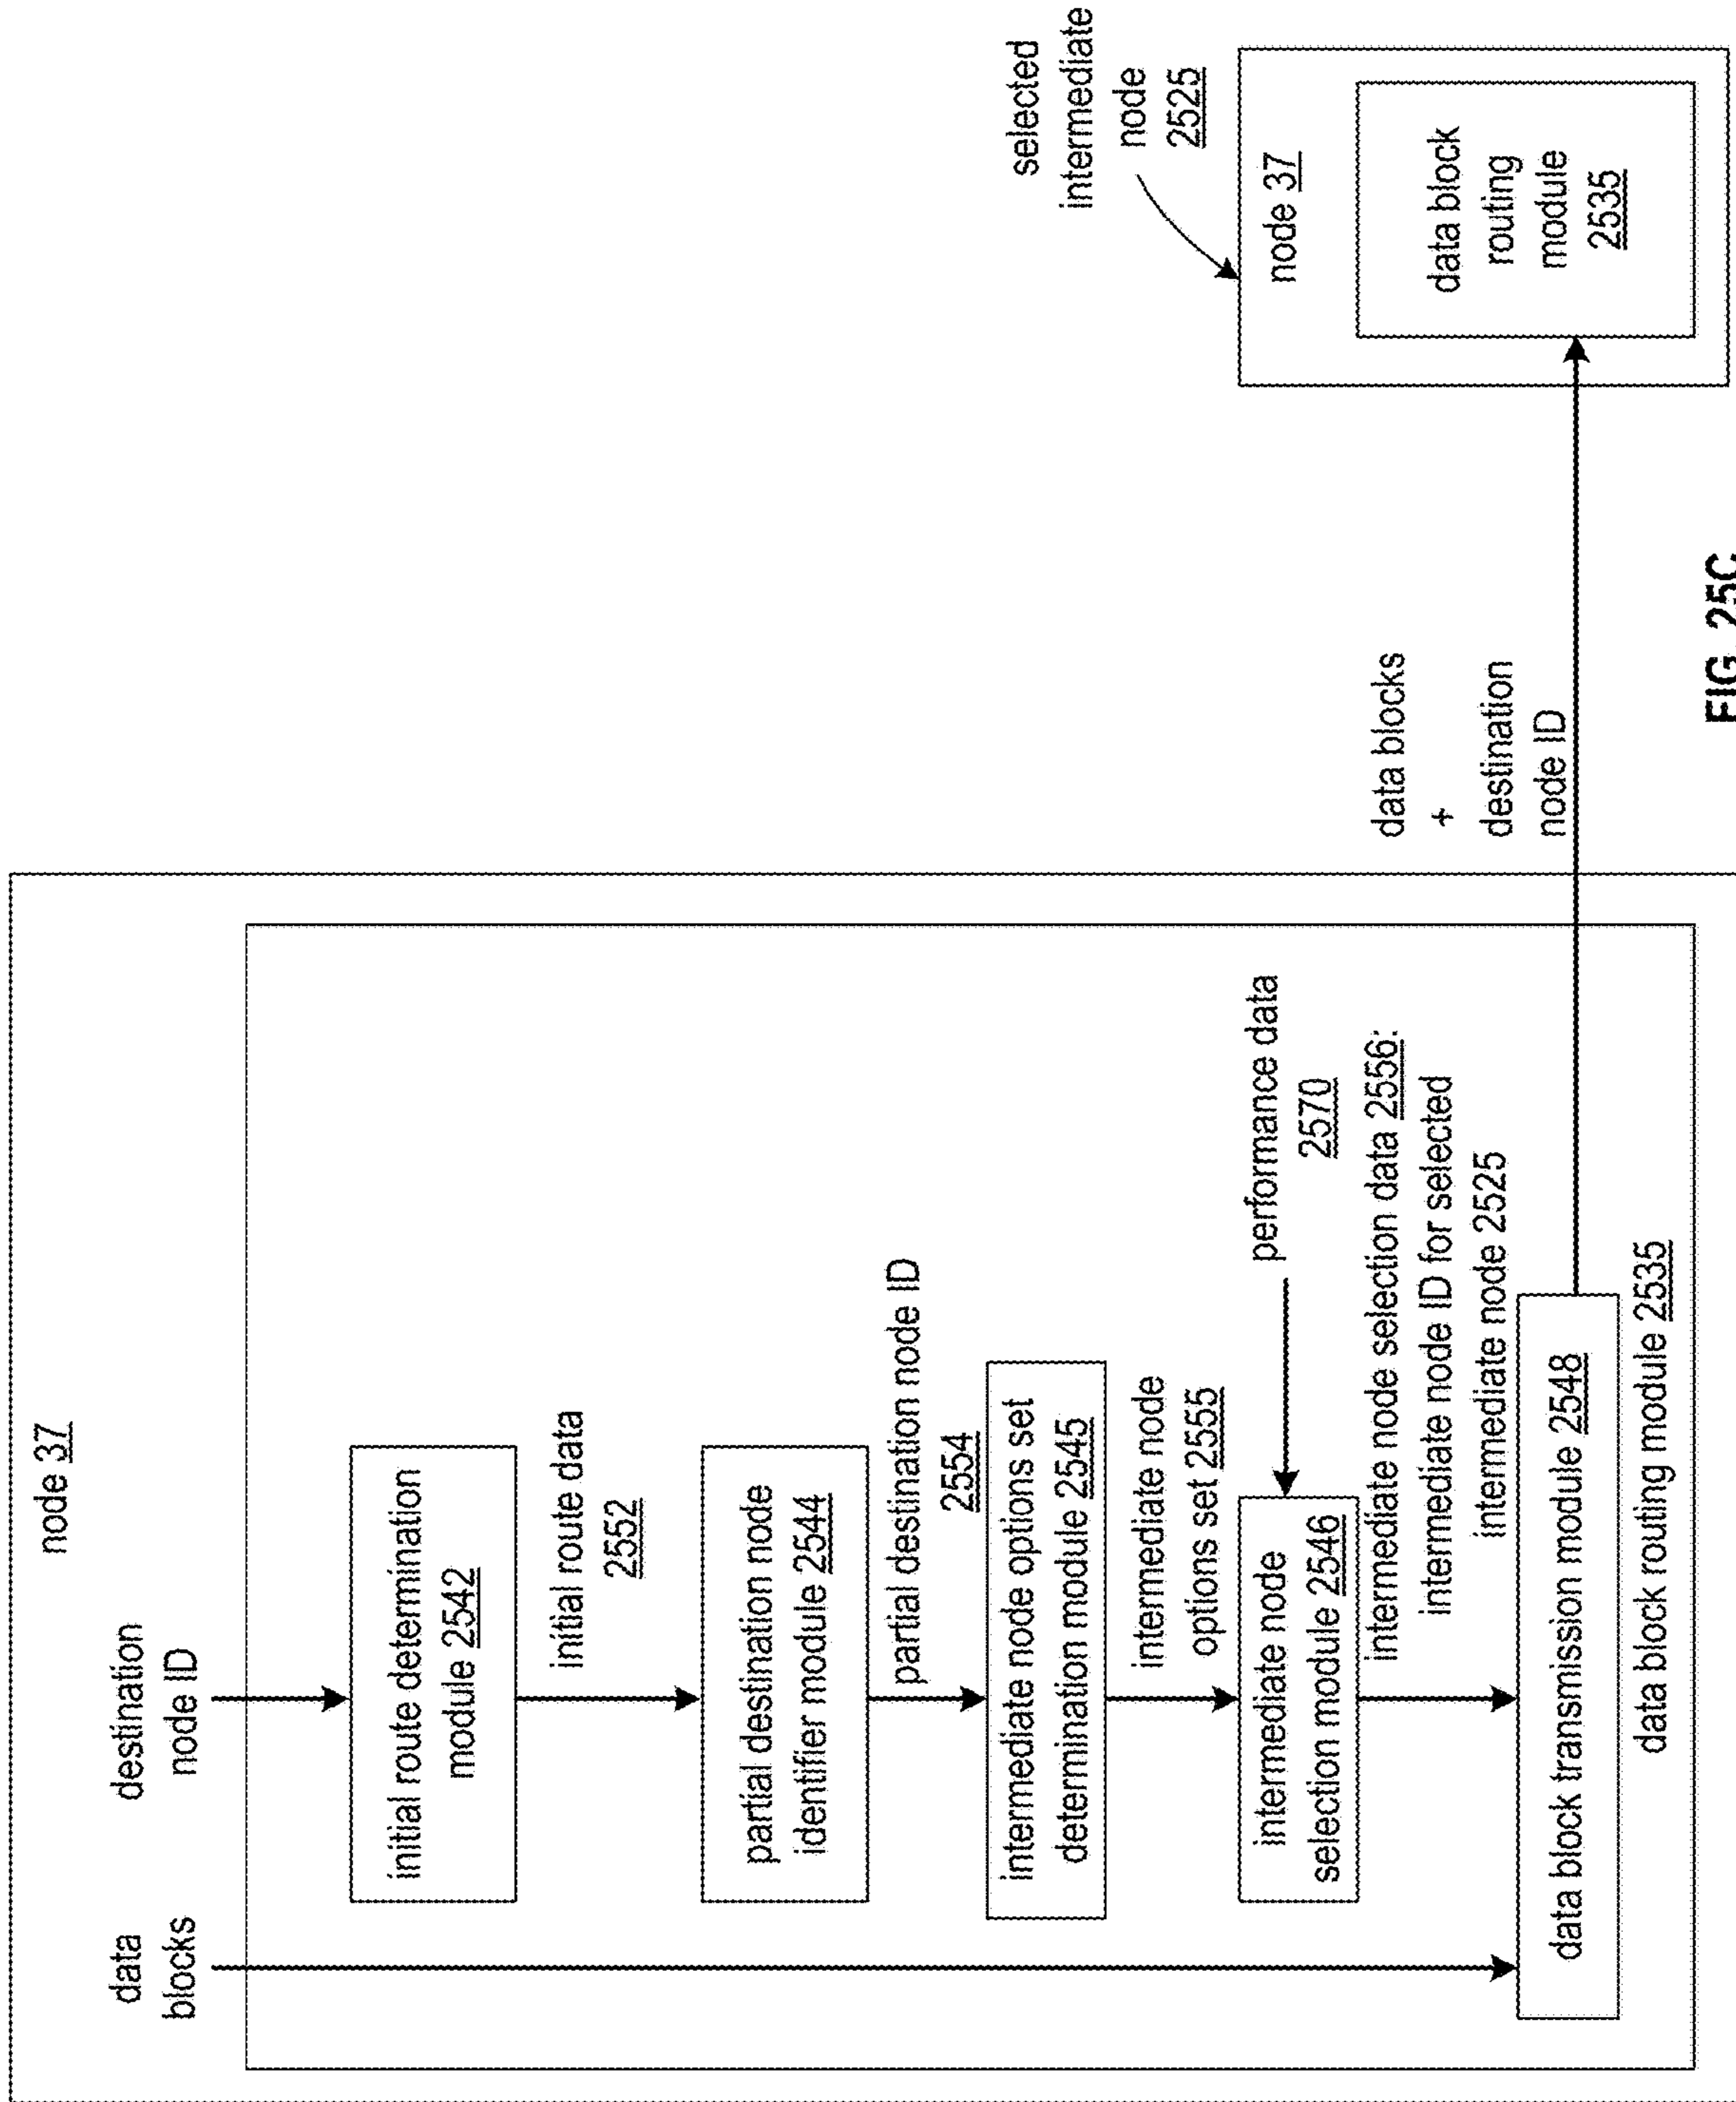 node 37
data
blocks
destination
node ID
initial route determination
module 2542
initial route data
2552
partial destination node
identifier module 2544
partial destination node ID
2554
intermediate node options set
determination module 2545
intermediate node
options set 2555
performance data
2570
intermediate node
selection module 2546
intermediate node selection data 2556:
intermediate node ID for selected
intermediate node 2525
data block transmission module 2548
data block routing module 2535
data blocks
+
destination
node ID
selected
intermediate
node
2525
node 37
data block
routing
module
2535
FIG. 25C